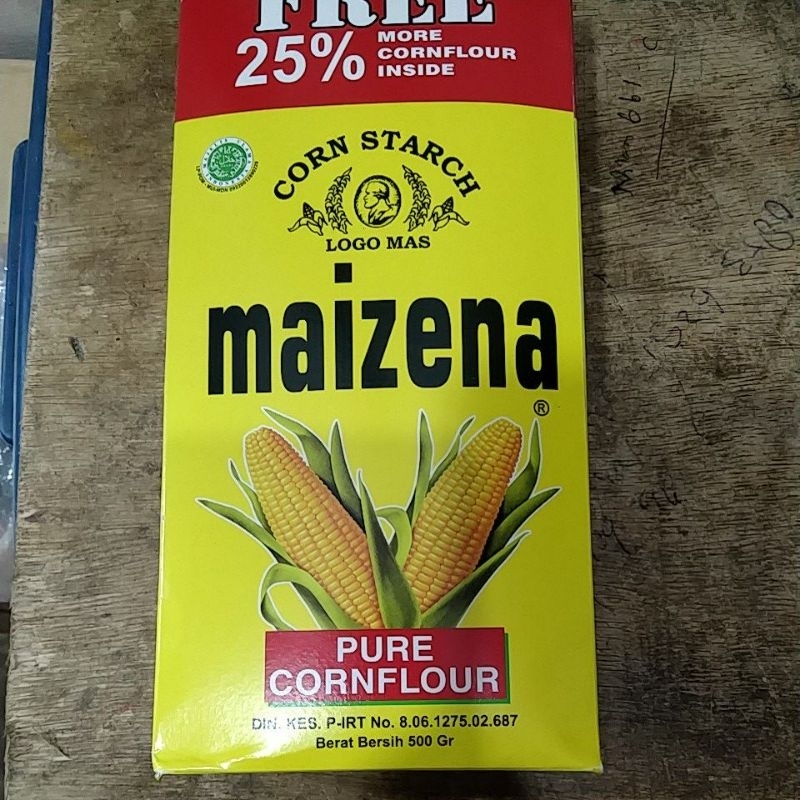 FREE
25% MORE
CORNFLOUR
INSIDE
CORN STARCH
LOGO MAS
maizena
®
PURE
CORNFLOUR
DIN. KES. P-IRT No. 8.06.1275.02.687
Berat Bersih 500 Gr